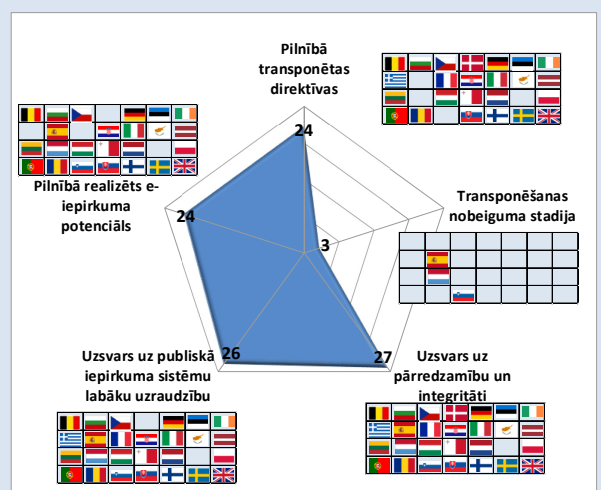 Pilnībā
transponētas
direktīvas
24
Transponēšanas
nobeiguma stadija
3
Pilnībā realizēts e-
iepirkuma
potenciāls
24
Uzsvars uz publiskā
iepirkuma sistēmu
labāku uzraudzību
26
27
Uzsvars uz
pārredzamību un
integritāti